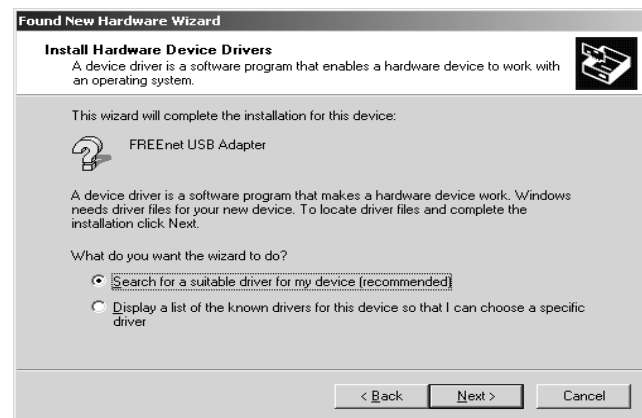 Found New Hardware Wizard
Install Hardware Device Drivers
A device driver is a software program that enables a hardware device to work with
an operating system.
This wizard will complete the installation for this device:
FREEnet USB Adapter
A device driver is a software program that makes a hardware device work. Windows
needs driver files for your new device. To locate driver files and complete the
installation click Next.
What do you want the wizard to do?
Search for a suitable driver for my device (recommended)
Display a list of the known drivers for this device so that I can choose a specific
driver
< Back
Next >
Cancel